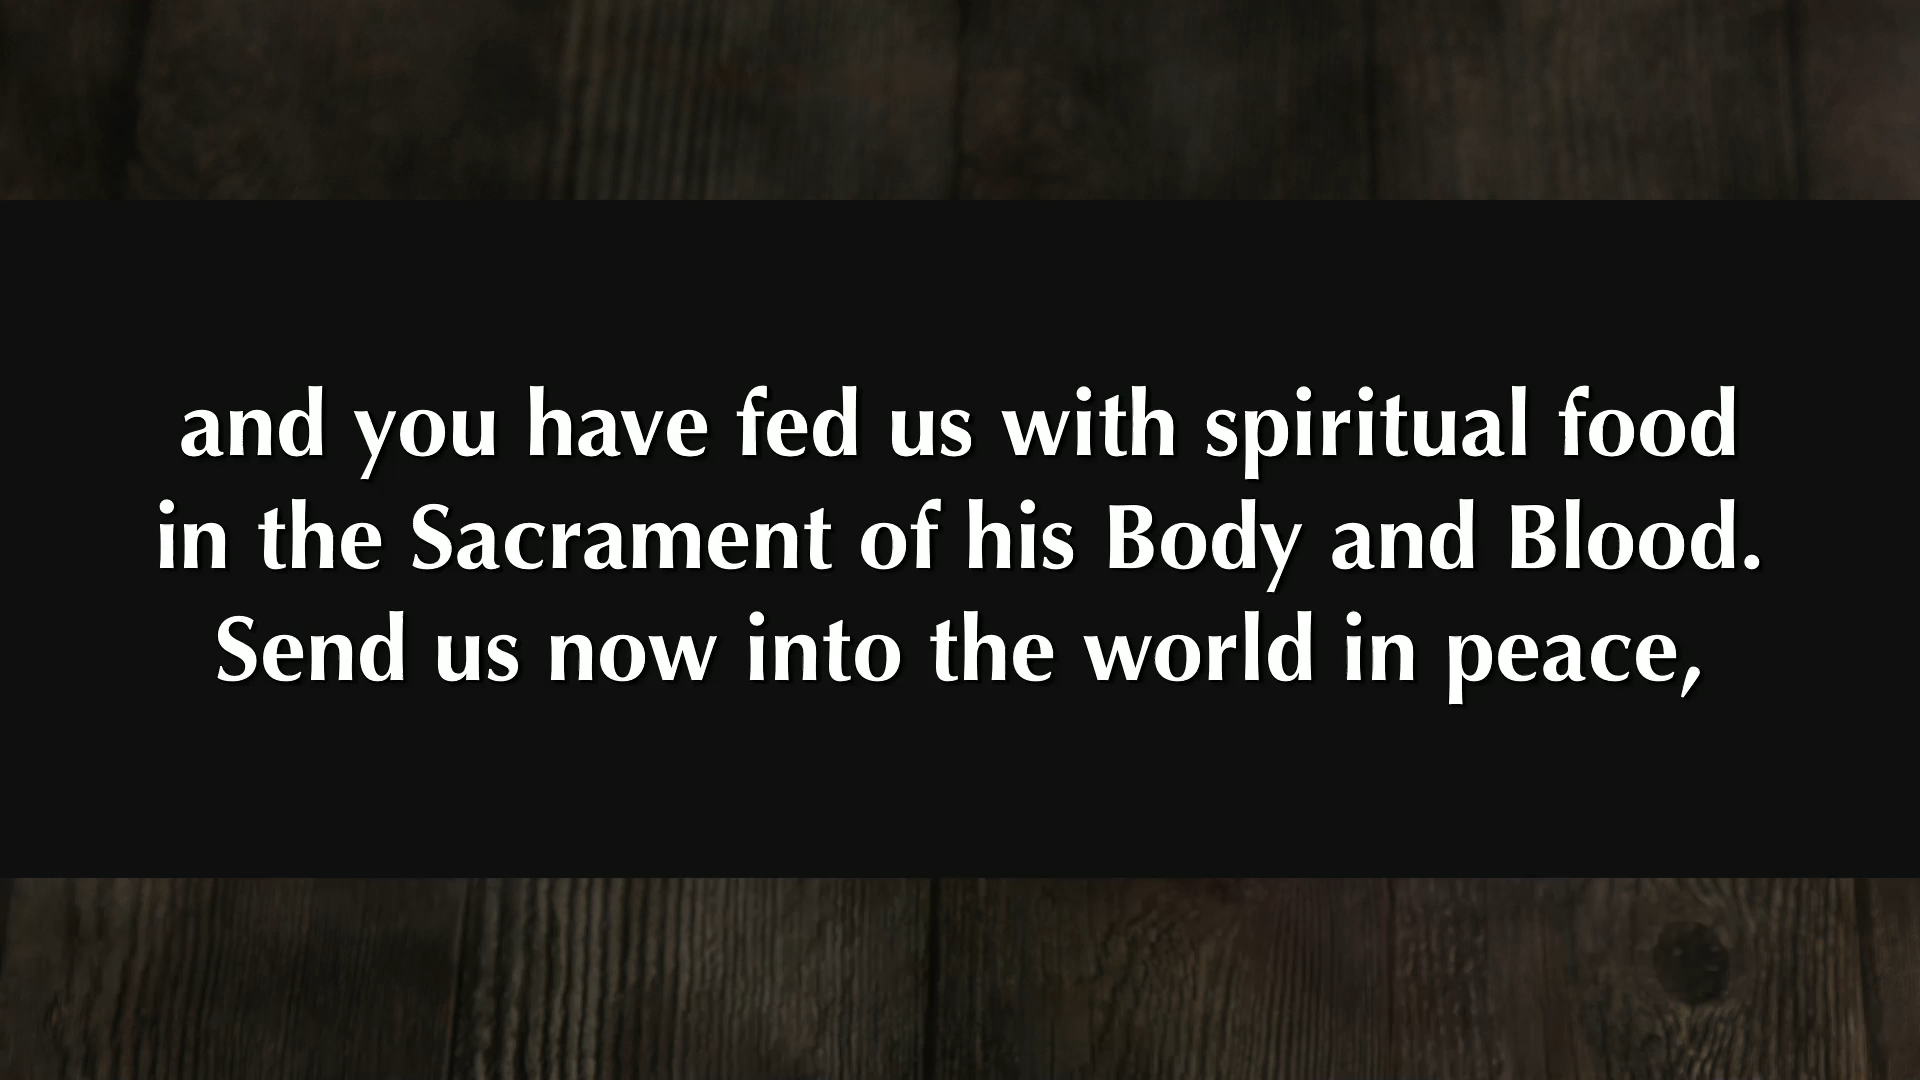 and you have fed us with spiritual food
in the Sacrament of his Body and Blood.
Send us now into the world in peace,